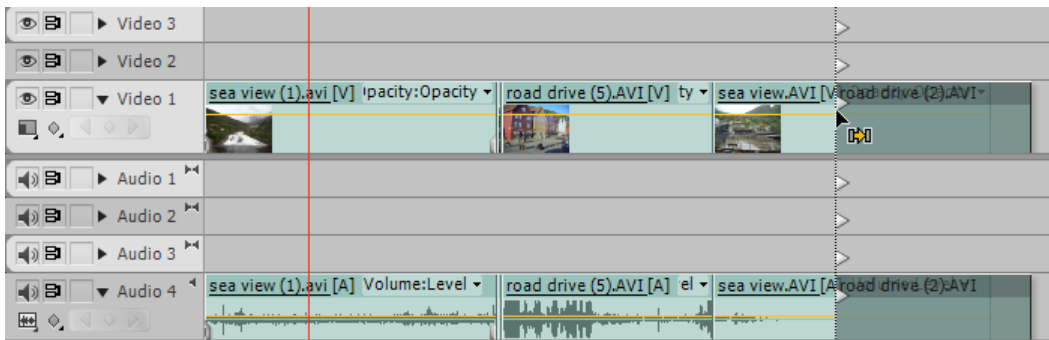 Video 3
Video 2
Video 1
sea view (1).avi [V] pacity:Opacity
road drive (5).AVI [V] ty
sea view.AVI [V
road drive (2).AVI
Audio 1
Audio 2
Audio 3
Audio 4
sea view (1).avi [A] Volume:Level
road drive (5).AVI [A] el
sea view.AVI [A
road drive (2).AVI